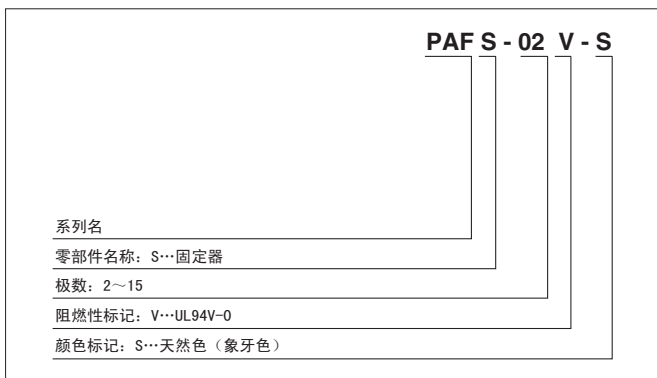 PAF S - 02 V - S
系列名
零部件名称：S…固定器
极数：2～15
阻燃性标记：V…UL94V-0
颜色标记：S…天然色（象牙色）